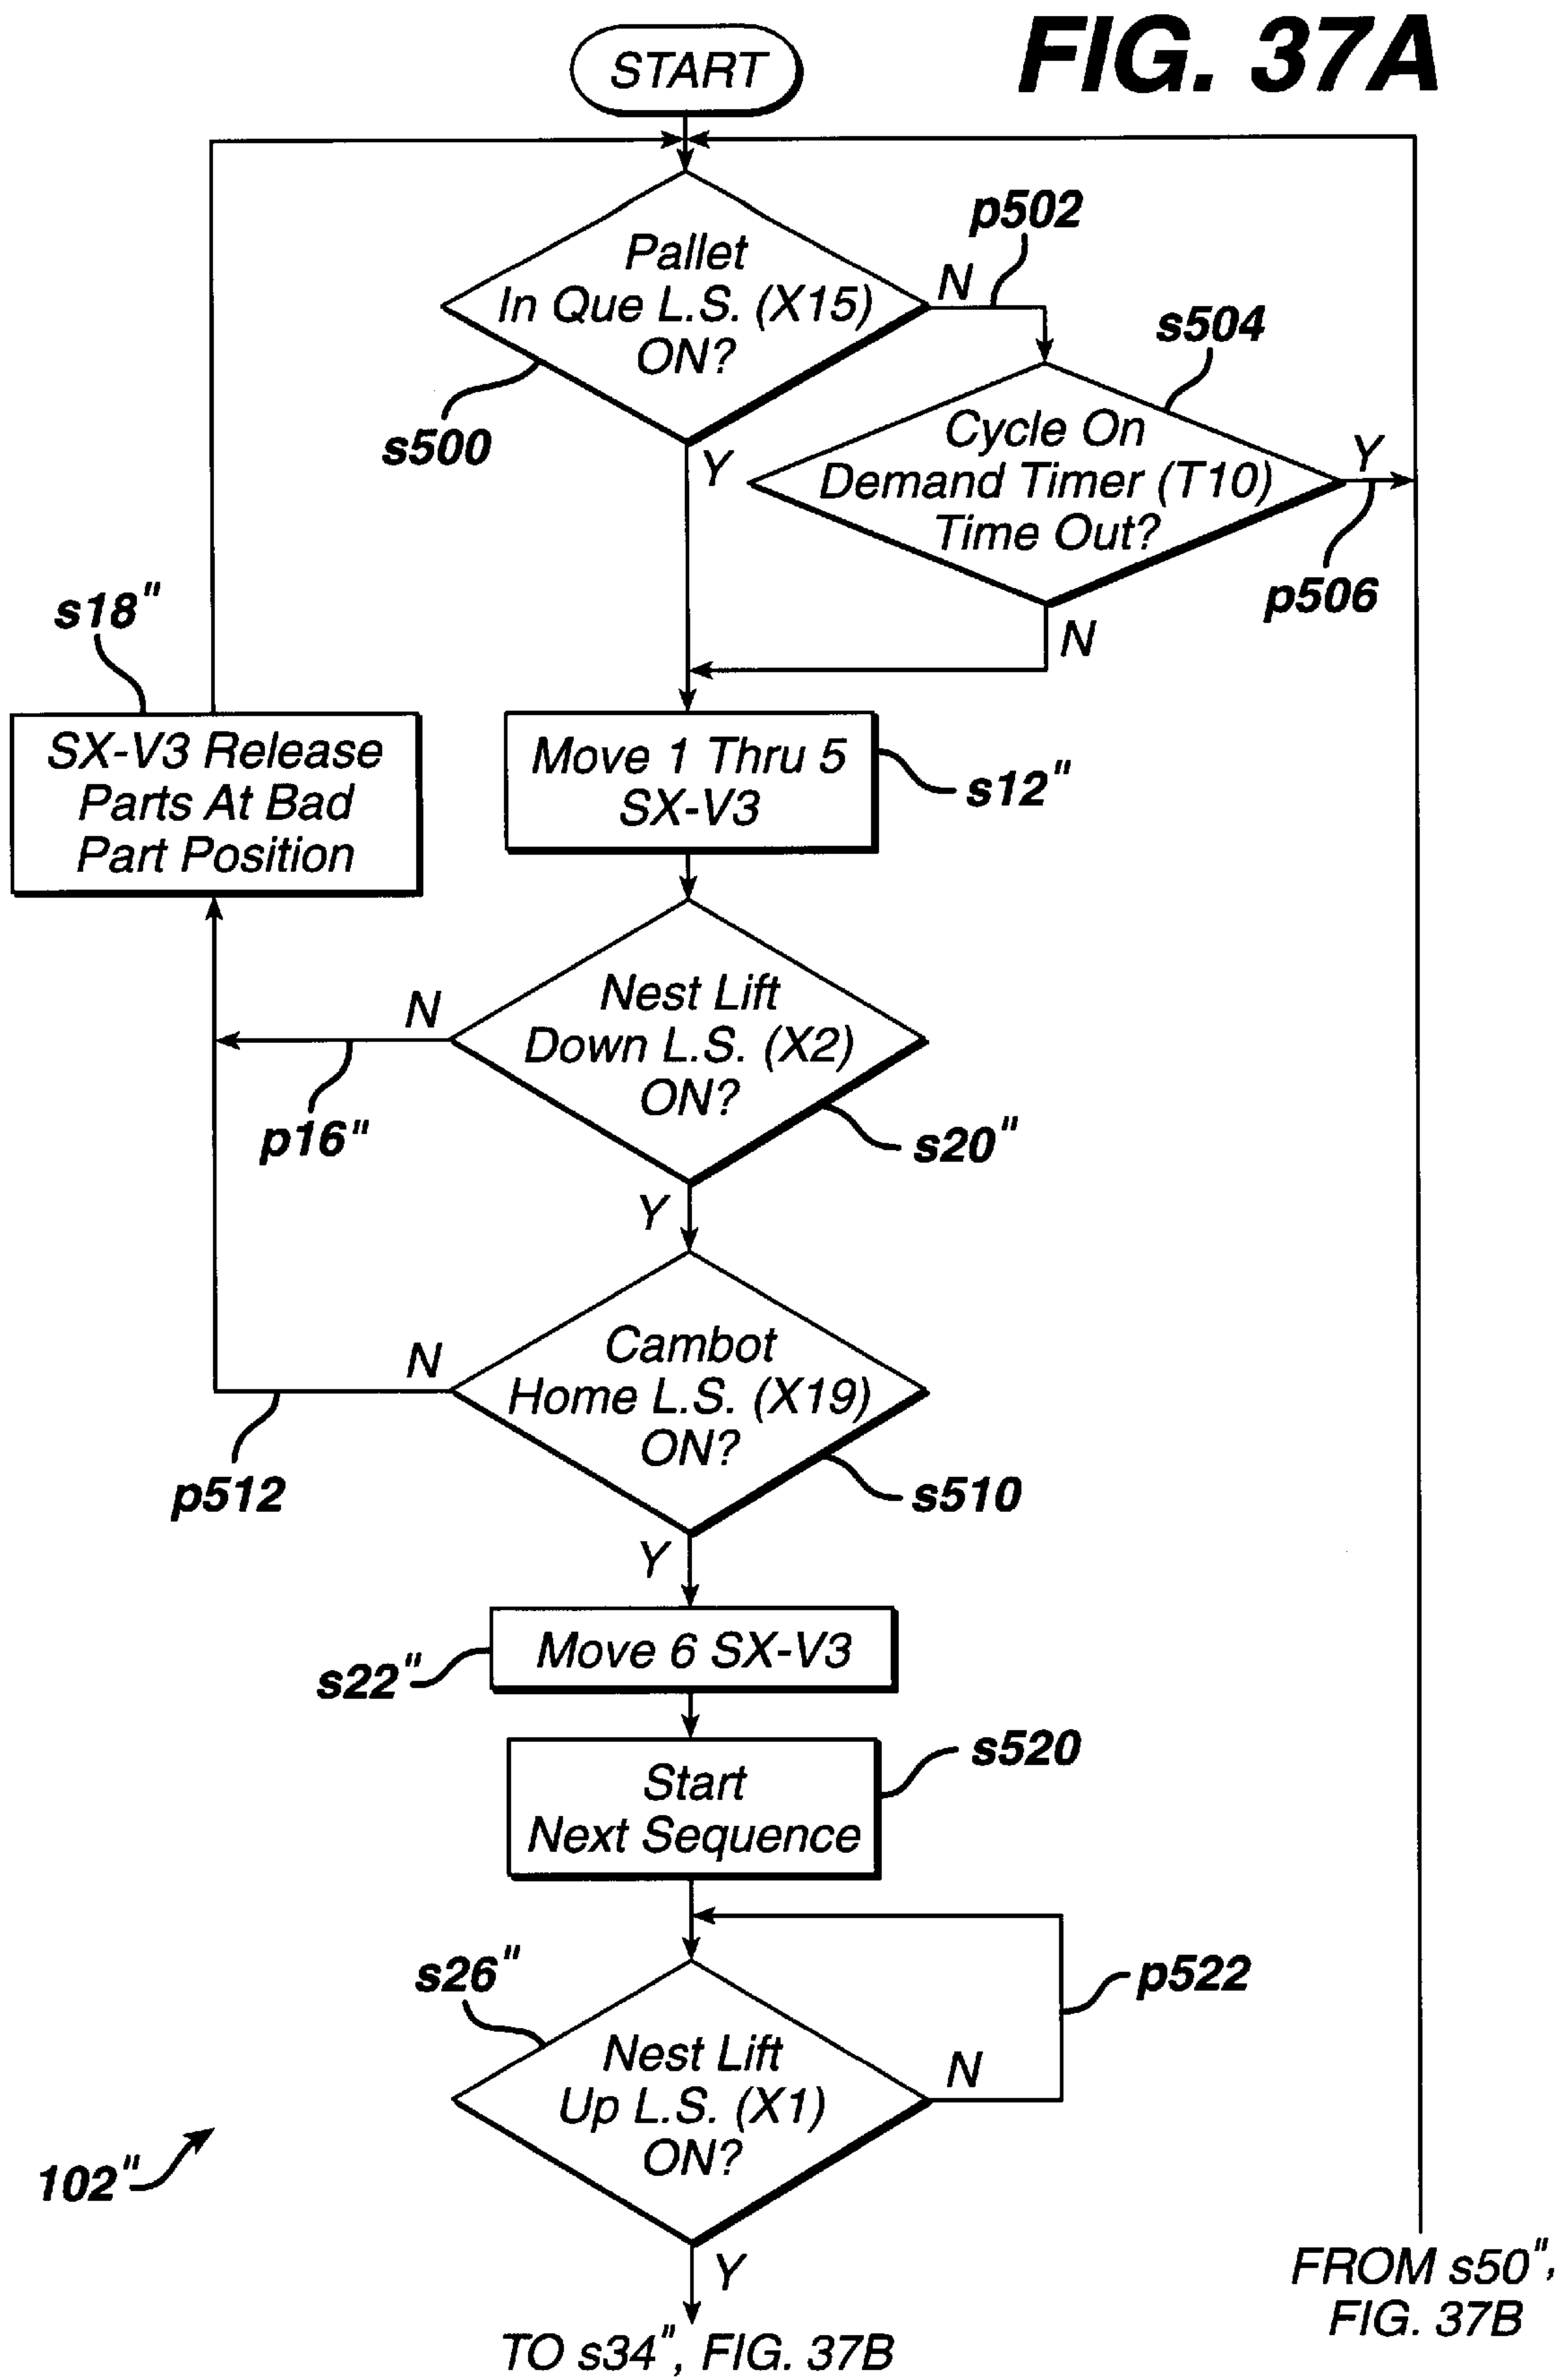 FIG. 37A
START
Pallet
In Que L.S. (X15)
ON?
N
p502
s500
Y
s504
Cycle On
Demand Timer (T10)
Time Out?
Y
p506
N
s18"
SX-V3 Release
Parts At Bad
Part Position
Move 1 Thru 5
SX-V3
s12"
Nest Lift
Down L.S. (X2)
ON?
N
p16"
s20"
Y
Cambot
Home L.S. (X19)
ON?
N
p512
s510
Y
Move 6 SX-V3
s22"
Start
Next Sequence
s520
s26"
p522
Nest Lift
Up L.S. (X1)
ON?
N
102"
Y
TO s34", FIG. 37B
FROM s50",
FIG. 37B